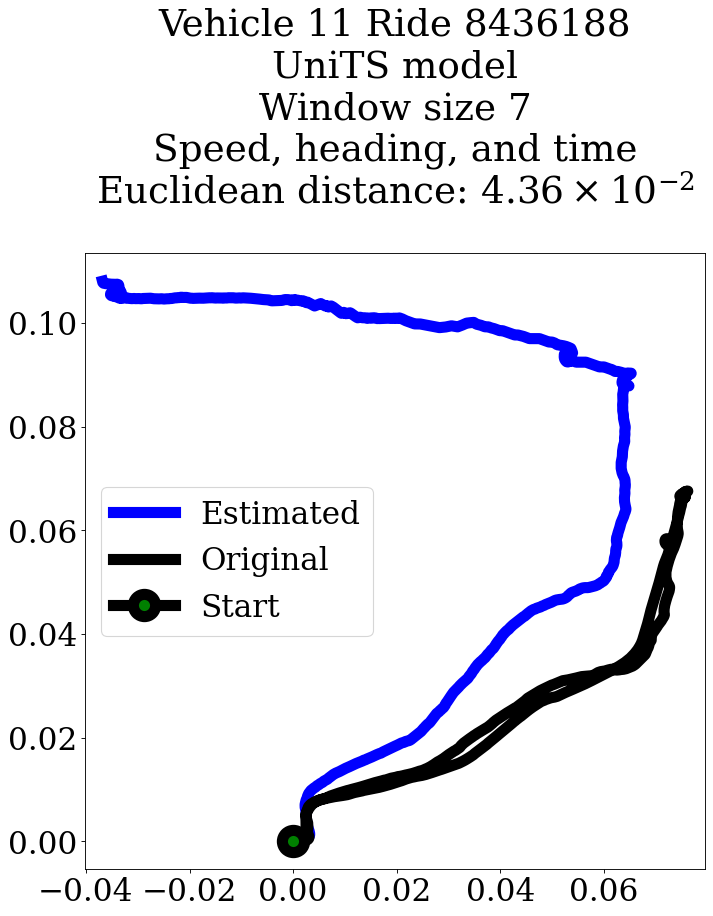 Vehicle 11 Ride 8436188
UniTS model
Window size 7
Speed, heading, and time
Euclidean distance: 4.36 × 10⁻²
0.10
0.08
0.06
0.04
0.02
0.00
Estimated
Original
Start
−0.04 −0.02 0.00 0.02 0.04 0.06